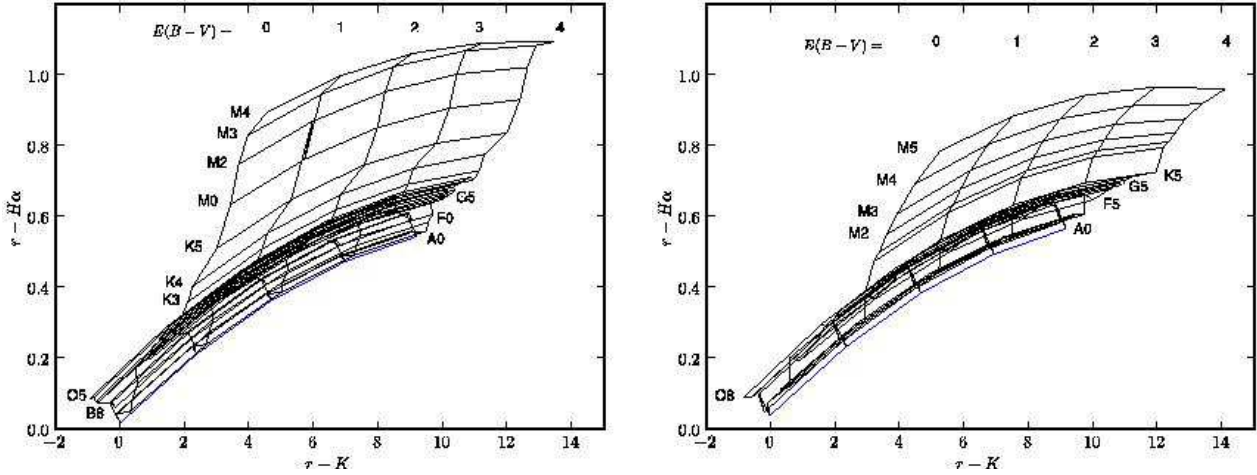 E(B − V) − 0 1 2 3 4
1.0
0.8
0.6
0.4
0.2
0.0
r − Hα
M4
M3
M2
M0
K5
K4
K3
O5
B8
G5
F0
A0
−2 0 2 4 6 8 10 12 14
r − K
E(B − V) = 0 1 2 3 4
1.0
0.8
0.6
0.4
0.2
0.0
r − Hα
M5
M4
M3
M2
O8
K5
G5
F5
A0
−2 0 2 4 6 8 10 12 14
r − K